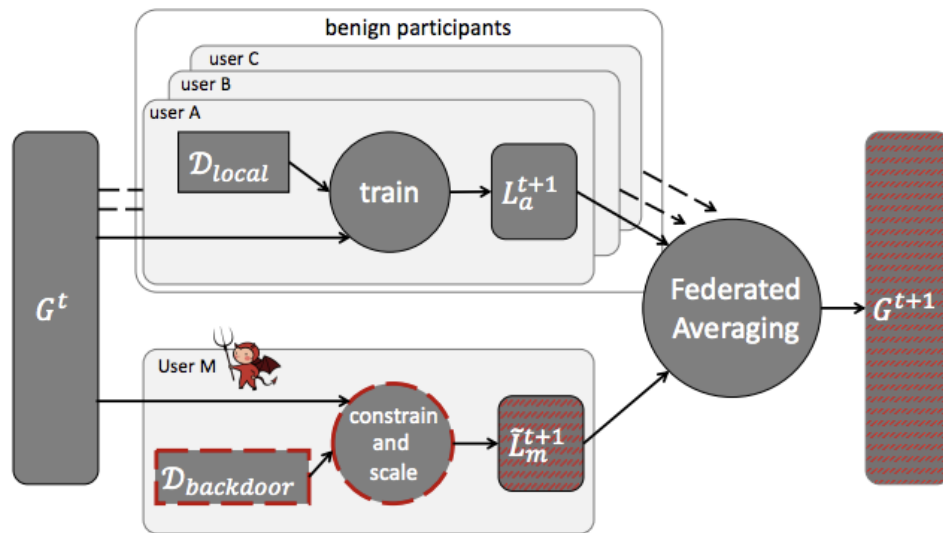 benign participants
user C
user B
user A
𝒟_local
train
L_a^{t+1}
G^t
Federated
Averaging
G^{t+1}
User M
constrain
and
scale
𝒟_backdoor
L̃_m^{t+1}